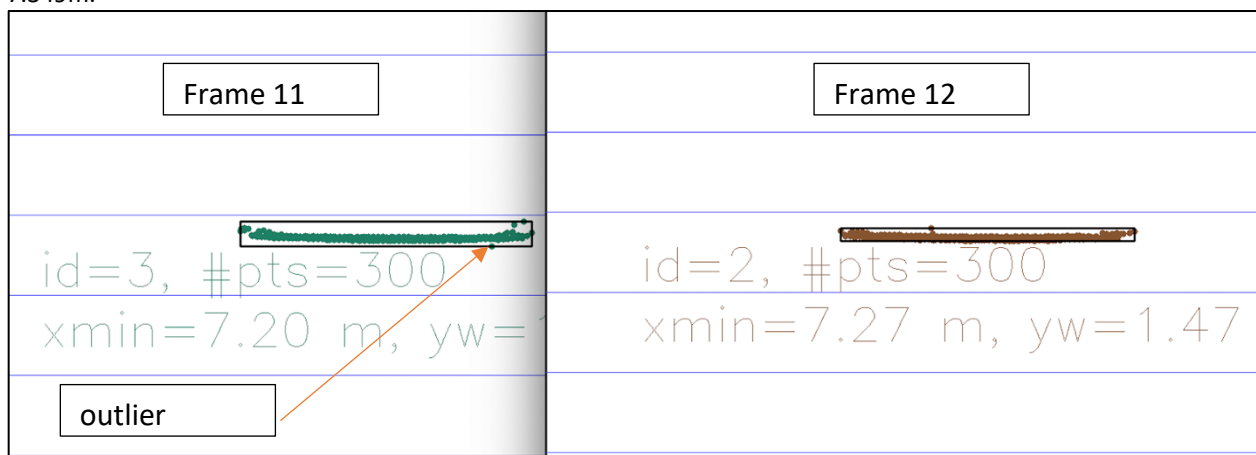 Frame 11
Frame 12
id=3, #pts=300
xmin=7.20 m, yw=
id=2, #pts=300
xmin=7.27 m, yw=1.47
outlier